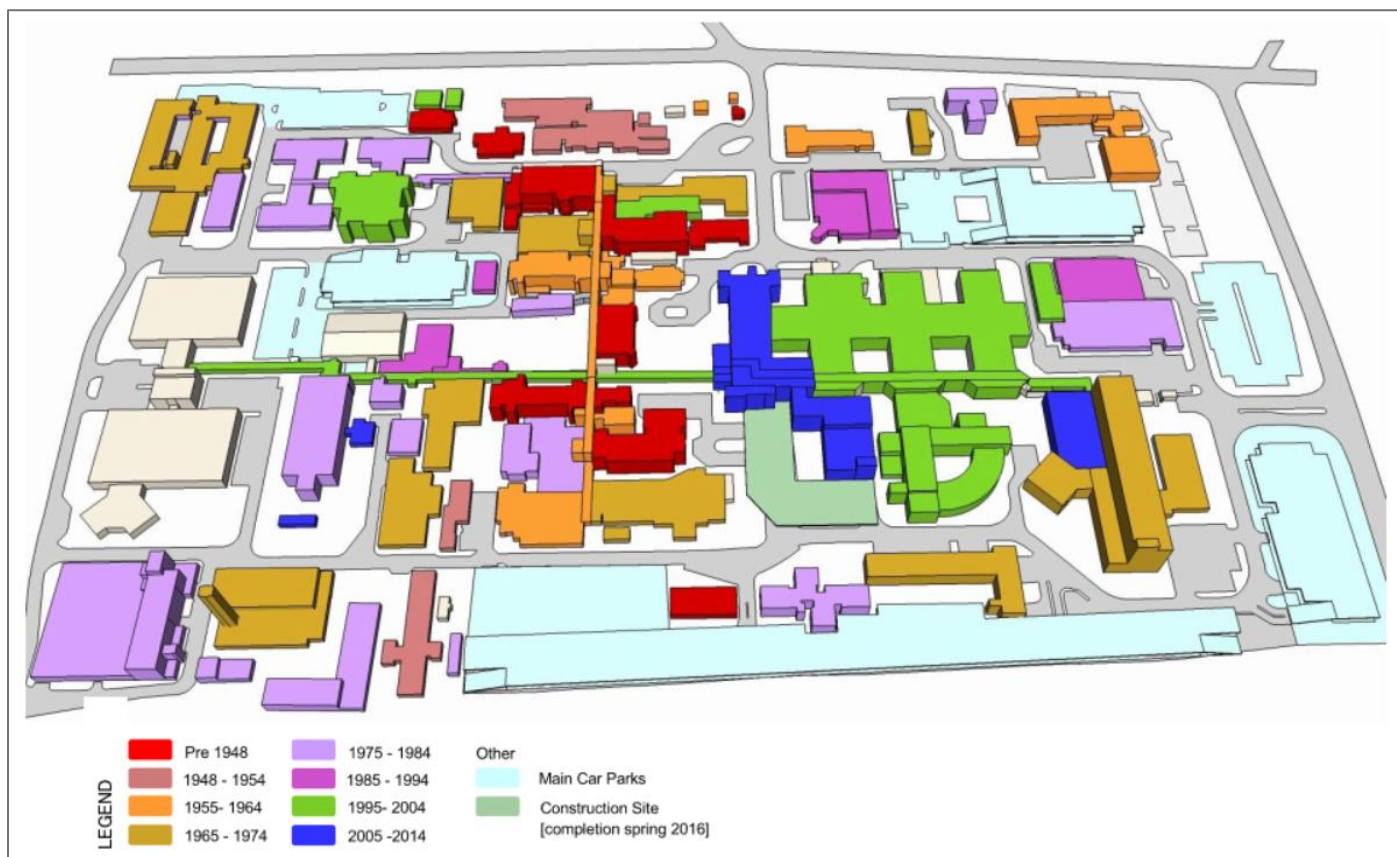 LEGEND
Pre 1948
1948 - 1954
1955- 1964
1965 - 1974
1975 - 1984
1985 - 1994
1995- 2004
2005 -2014
Other
Main Car Parks
Construction Site
[completion spring 2016]